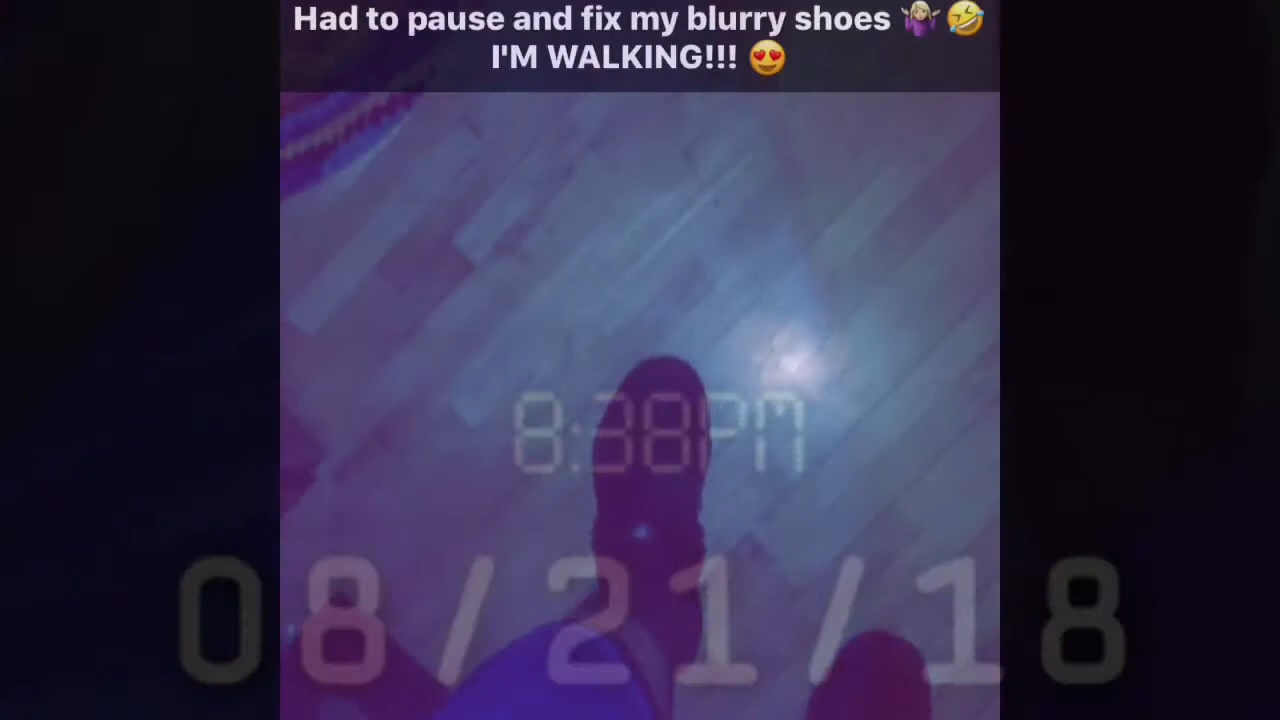 Had to pause and fix my blurry shoes 🤷🏼‍♀️ 🤣
I'M WALKING!!! 😍
8:38PM
08/21/18